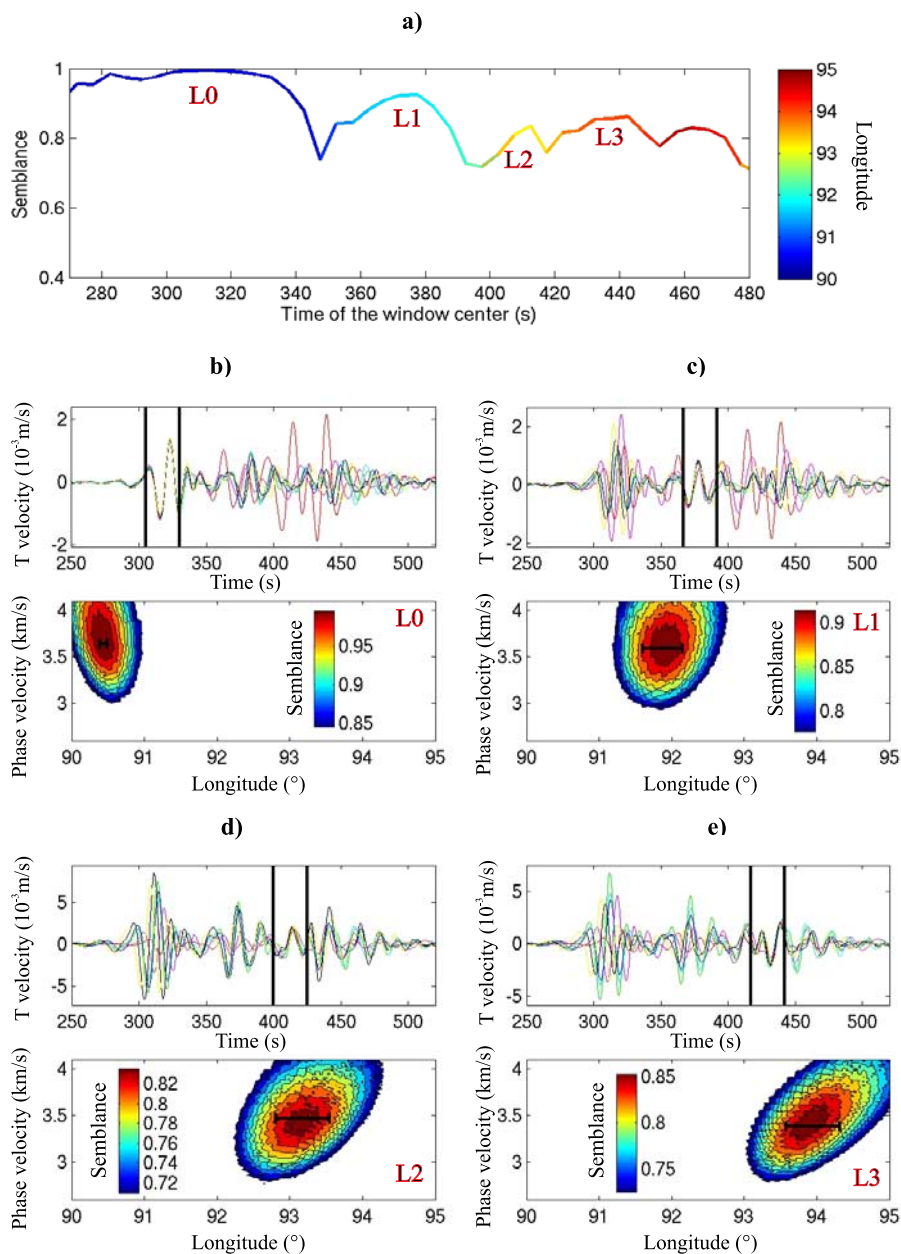 a)
1
0.8
0.6
0.4
Semblance
L0
L1
L2
L3
280 300 320 340 360 380 400 420 440 460 480
Time of the window center (s)
95
94
93
92
91
90
Longitude
b)
T velocity (10⁻³m/s)
2
0
-2
250 300 350 400 450 500
Time (s)
Phase velocity (km/s)
4
3.5
3
L0
Semblance
0.95
0.9
0.85
90 91 92 93 94 95
Longitude (°)
c)
T velocity (10⁻³m/s)
2
0
-2
250 300 350 400 450 500
Time (s)
Phase velocity (km/s)
4
3.5
3
L1
Semblance
0.9
0.85
0.8
90 91 92 93 94 95
Longitude (°)
d)
T velocity (10⁻³m/s)
5
0
-5
250 300 350 400 450 500
Time (s)
Phase velocity (km/s)
4
3.5
3
Semblance
0.82
0.8
0.78
0.76
0.74
0.72
L2
90 91 92 93 94 95
Longitude (°)
e)
T velocity (10⁻³m/s)
5
0
-5
250 300 350 400 450 500
Time (s)
Phase velocity (km/s)
4
3.5
3
Semblance
0.85
0.8
0.75
L3
90 91 92 93 94 95
Longitude (°)